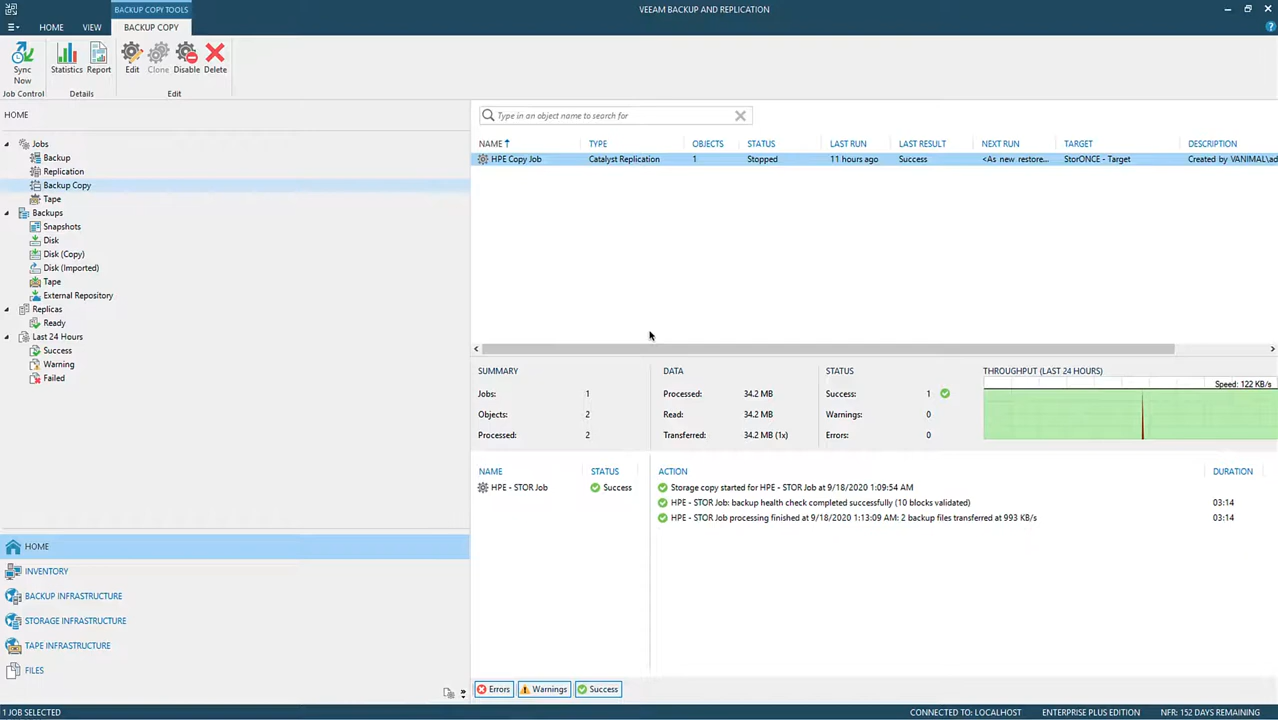 BACKUP COPY TOOLS
VEEAM BACKUP AND REPLICATION
HOME VIEW BACKUP COPY
Sync Now
Statistics Report
Edit Clone Disable Delete
Job Control Details Edit
HOME
Jobs
Backup
Replication
Backup Copy
Tape
Backups
Snapshots
Disk
Disk (Copy)
Disk (Imported)
Tape
External Repository
Replicas
Ready
Last 24 Hours
Success
Warning
Failed
HOME
INVENTORY
BACKUP INFRASTRUCTURE
STORAGE INFRASTRUCTURE
TAPE INFRASTRUCTURE
FILES
Type in an object name to search for
NAME TYPE OBJECTS STATUS LAST RUN LAST RESULT NEXT RUN TARGET DESCRIPTION
HPE Copy Job Catalyst Replication 1 Stopped 11 hours ago Success <As new restore... StorONCE - Target Created by VANIMAL\ad
SUMMARY DATA STATUS THROUGHPUT (LAST 24 HOURS)
Speed: 122 KB/s
Jobs: 1 Processed: 34.2 MB Success: 1
Objects: 2 Read: 34.2 MB Warnings: 0
Processed: 2 Transferred: 34.2 MB (1x) Errors: 0
NAME STATUS ACTION DURATION
HPE - STOR Job Success Storage copy started for HPE - STOR Job at 9/18/2020 1:09:54 AM
HPE - STOR Job: backup health check completed successfully (10 blocks validated) 03:14
HPE - STOR Job processing finished at 9/18/2020 1:13:09 AM: 2 backup files transferred at 993 KB/s 03:14
Errors Warnings Success
1 JOB SELECTED CONNECTED TO: LOCALHOST ENTERPRISE PLUS EDITION NFR: 152 DAYS REMAINING